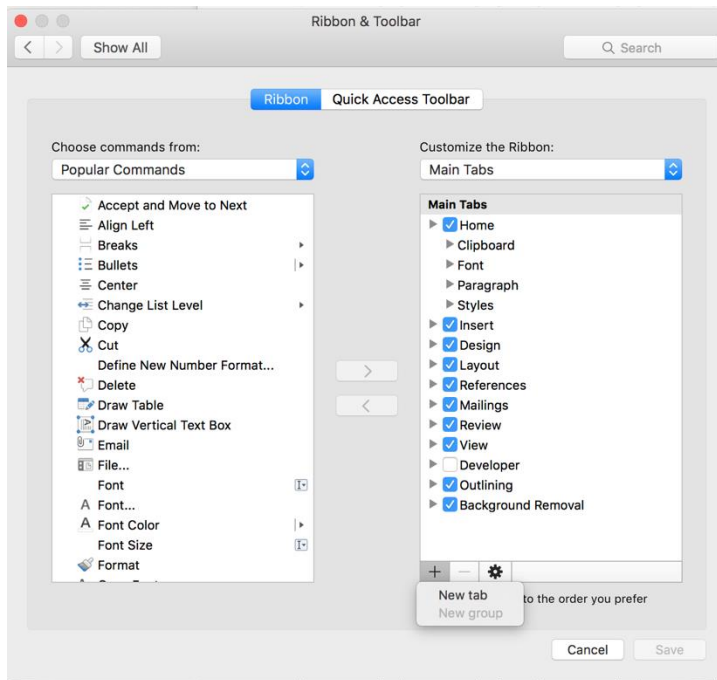 Ribbon & Toolbar
Show All
Search
Ribbon
Quick Access Toolbar
Choose commands from:
Popular Commands
Accept and Move to Next
Align Left
Breaks
Bullets
Center
Change List Level
Copy
Cut
Define New Number Format...
Delete
Draw Table
Draw Vertical Text Box
Email
File...
Font
Font...
Font Color
Font Size
Format
Customize the Ribbon:
Main Tabs
Main Tabs
Home
Clipboard
Font
Paragraph
Styles
Insert
Design
Layout
References
Mailings
Review
View
Developer
Outlining
Background Removal
New tab
New group
to the order you prefer
Cancel
Save